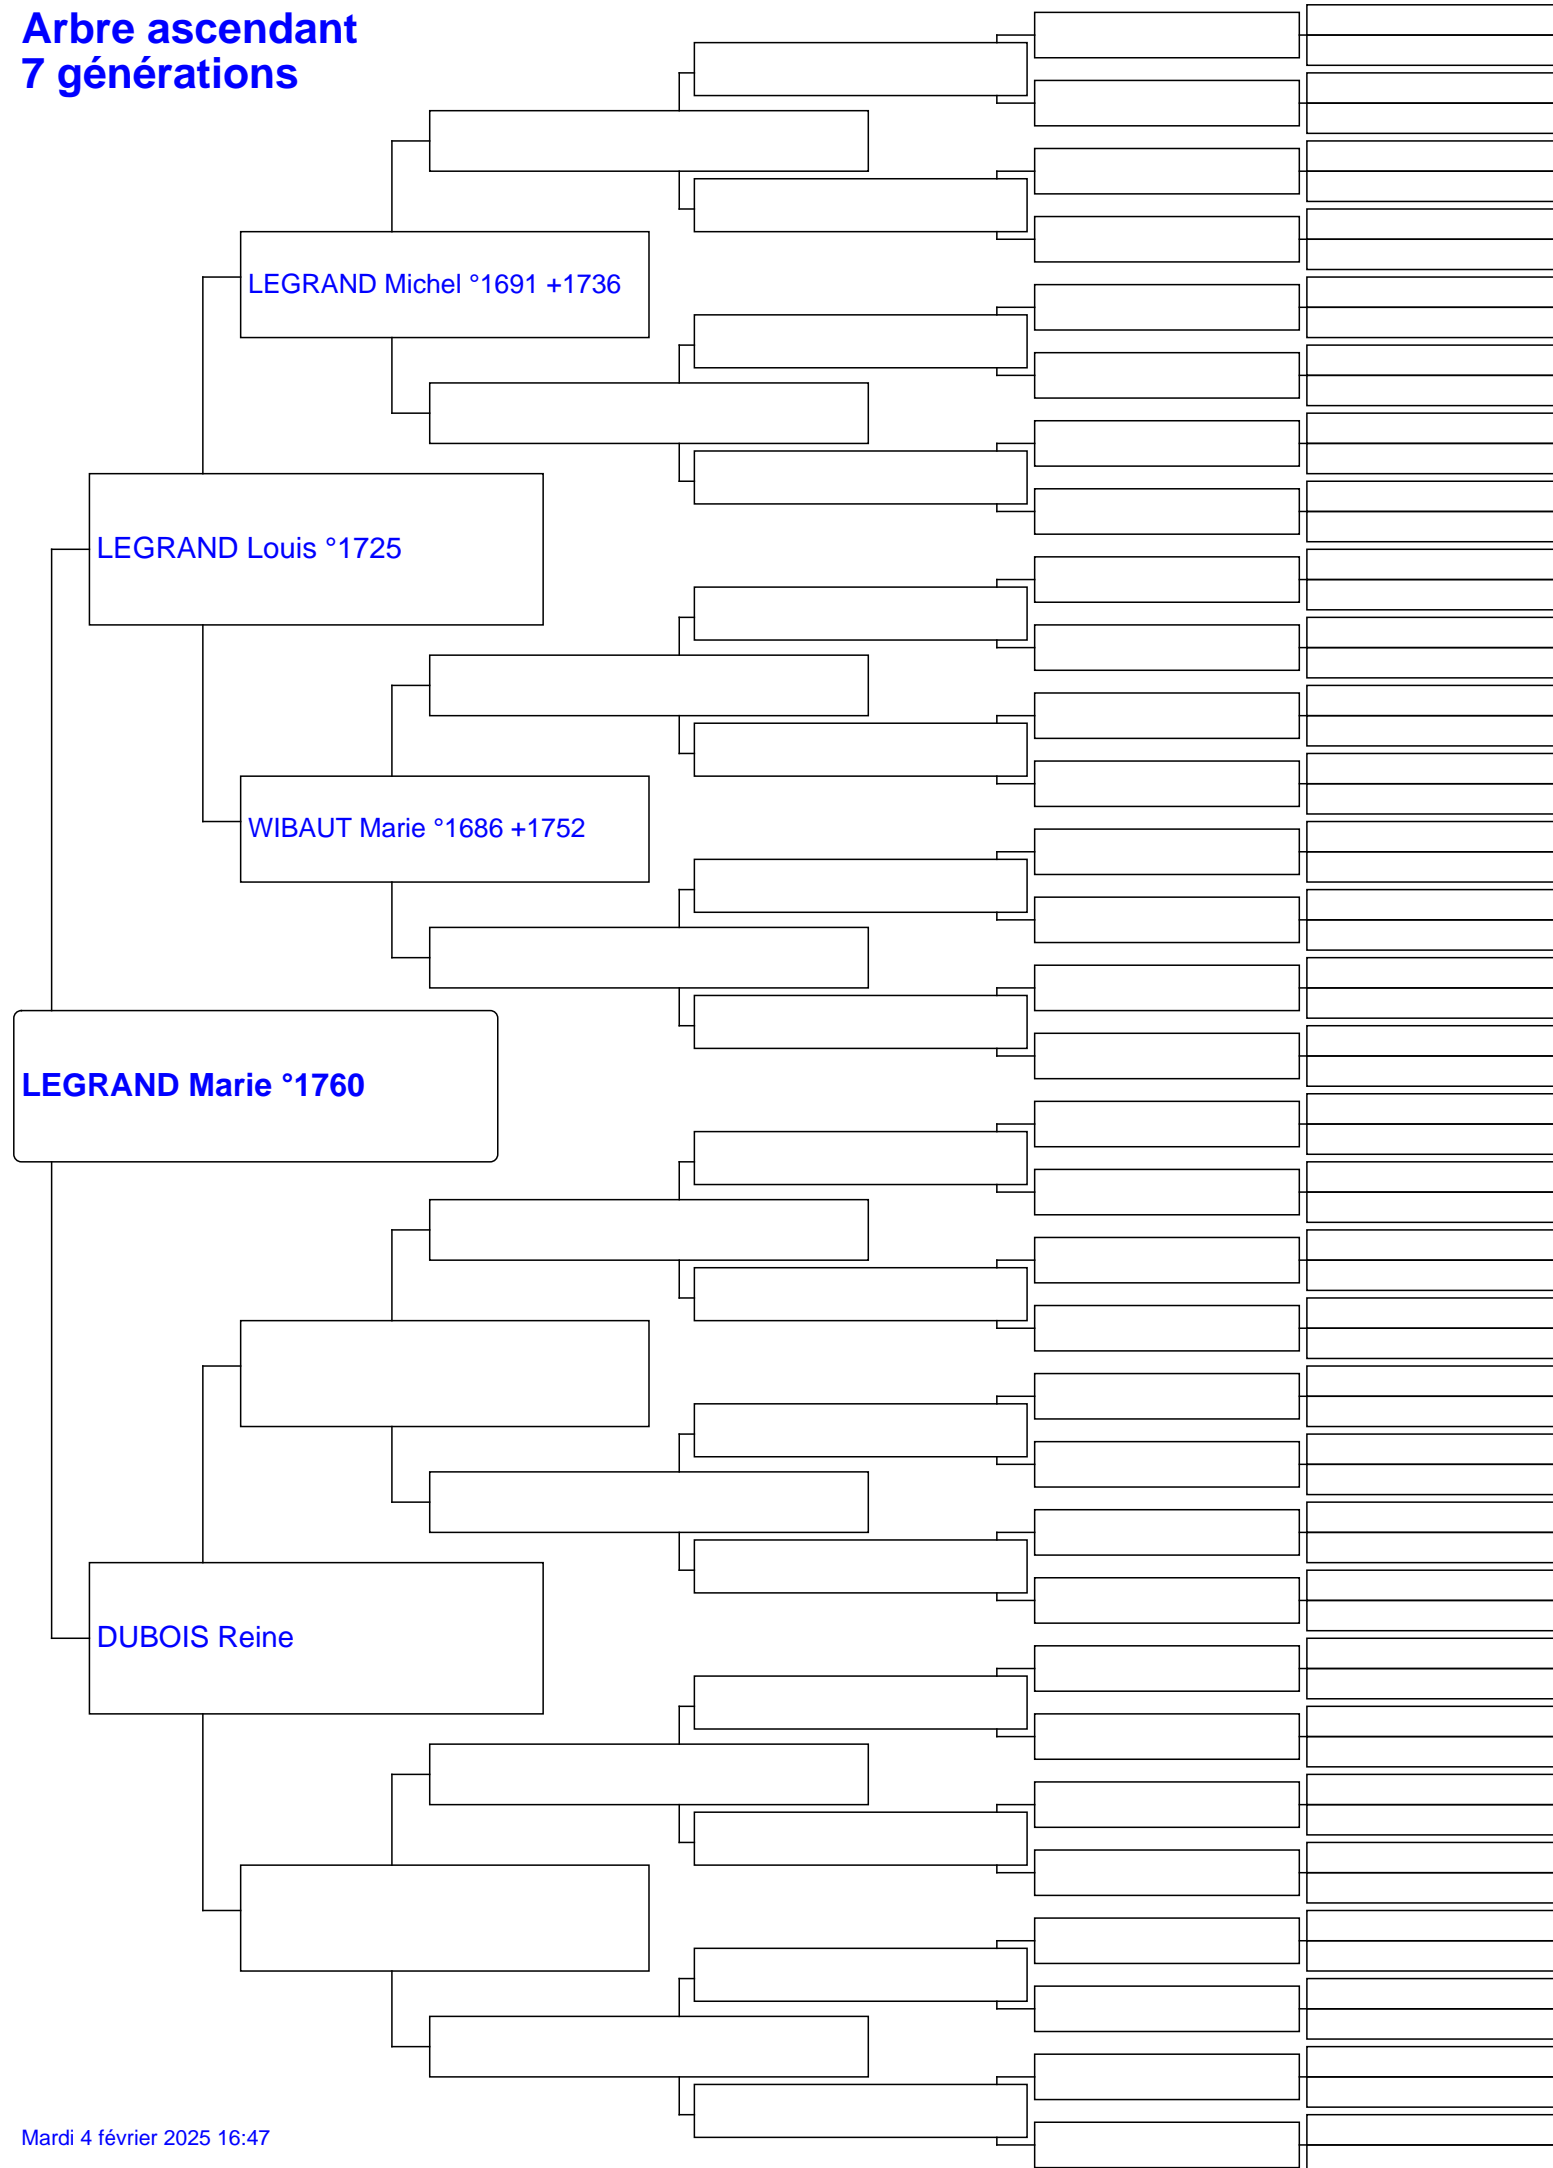 Arbre ascendant
7 générations
LEGRAND Michel °1691 +1736
LEGRAND Louis °1725
WIBAUT Marie °1686 +1752
LEGRAND Marie °1760
DUBOIS Reine
Mardi 4 février 2025 16:47